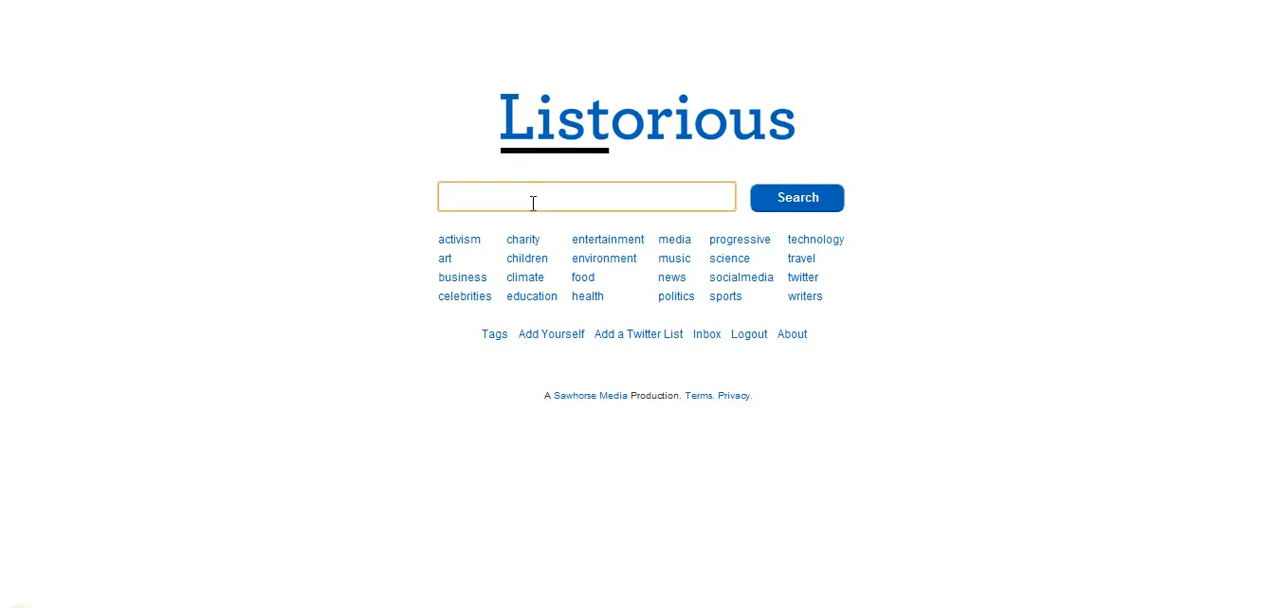 Listorious
Search
activism charity entertainment media progressive technology
art children environment music science travel
business climate food news socialmedia twitter
celebrities education health politics sports writers
Tags Add Yourself Add a Twitter List Inbox Logout About
A Sawhorse Media Production. Terms. Privacy.